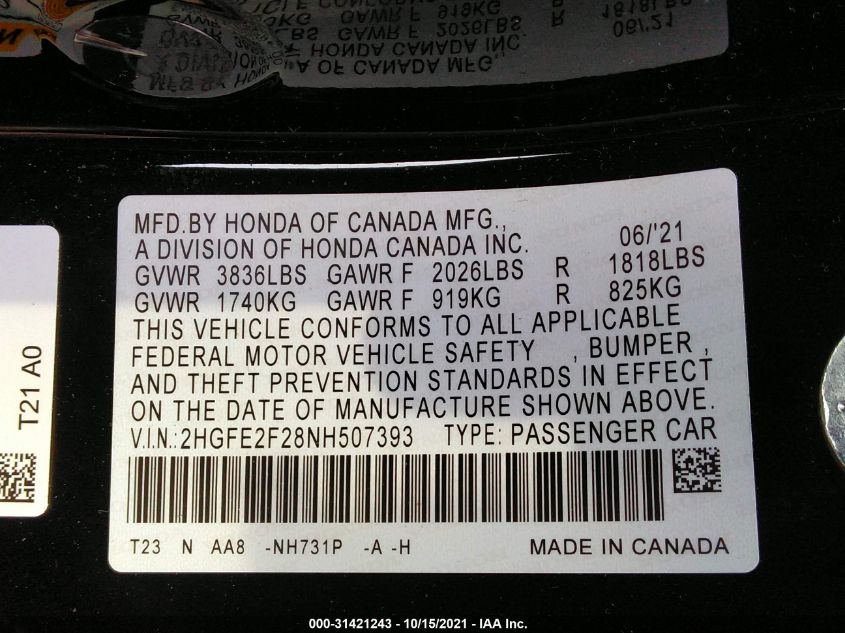 MFD.BY HONDA OF CANADA MFG.,
A DIVISION OF HONDA CANADA INC. 06/'21
GVWR 3836LBS GAWR F 2026LBS R 1818LBS
GVWR 1740KG GAWR F 919KG R 825KG
THIS VEHICLE CONFORMS TO ALL APPLICABLE
FEDERAL MOTOR VEHICLE SAFETY , BUMPER ,
AND THEFT PREVENTION STANDARDS IN EFFECT
ON THE DATE OF MANUFACTURE SHOWN ABOVE.
V.I.N.:2HGFE2F28NH507393 TYPE: PASSENGER CAR
T23 N AA8 -NH731P -A -H MADE IN CANADA
T21 A0
000-31421243 - 10/15/2021 - IAA Inc.